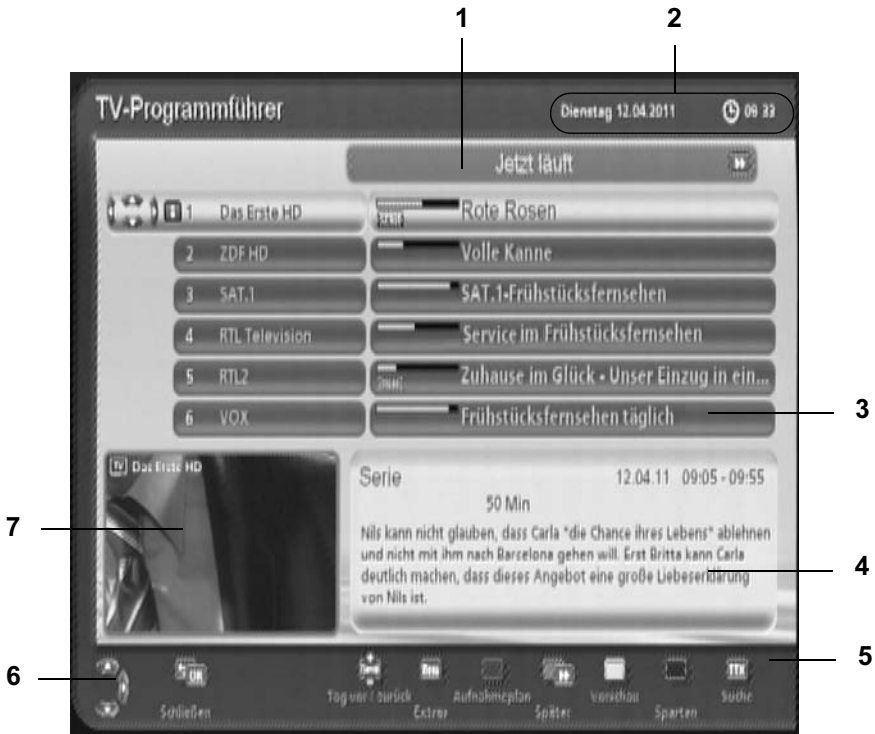 1
2
TV-Programmführer
Dienstag 12.04.2011 09 33
Jetzt läuft
1 Das Erste HD Rote Rosen
2 ZDF HD Volle Kanne
3 SAT.1 SAT.1-Frühstücksfernsehen
4 RTL Television Service im Frühstücksfernsehen
5 RTL2 Zuhause im Glück - Unser Einzug in ein...
6 VOX Frühstücksfernsehen täglich
3
TV Das Erste HD
Serie 12.04.11 09:05 - 09:55
50 Min
Nils kann nicht glauben, dass Carla "die Chance ihres Lebens" ablehnen
und nicht mit ihm nach Barcelona gehen will. Erst Britta kann Carla
deutlich machen, dass dieses Angebot eine große Liebeserklärung
von Nils ist.
7
4
5
6
OK
TTX
Schließen
Tag vor / zurück
Extras
Aufnahmeplan
Später
Vorschau
Sparten
Suche